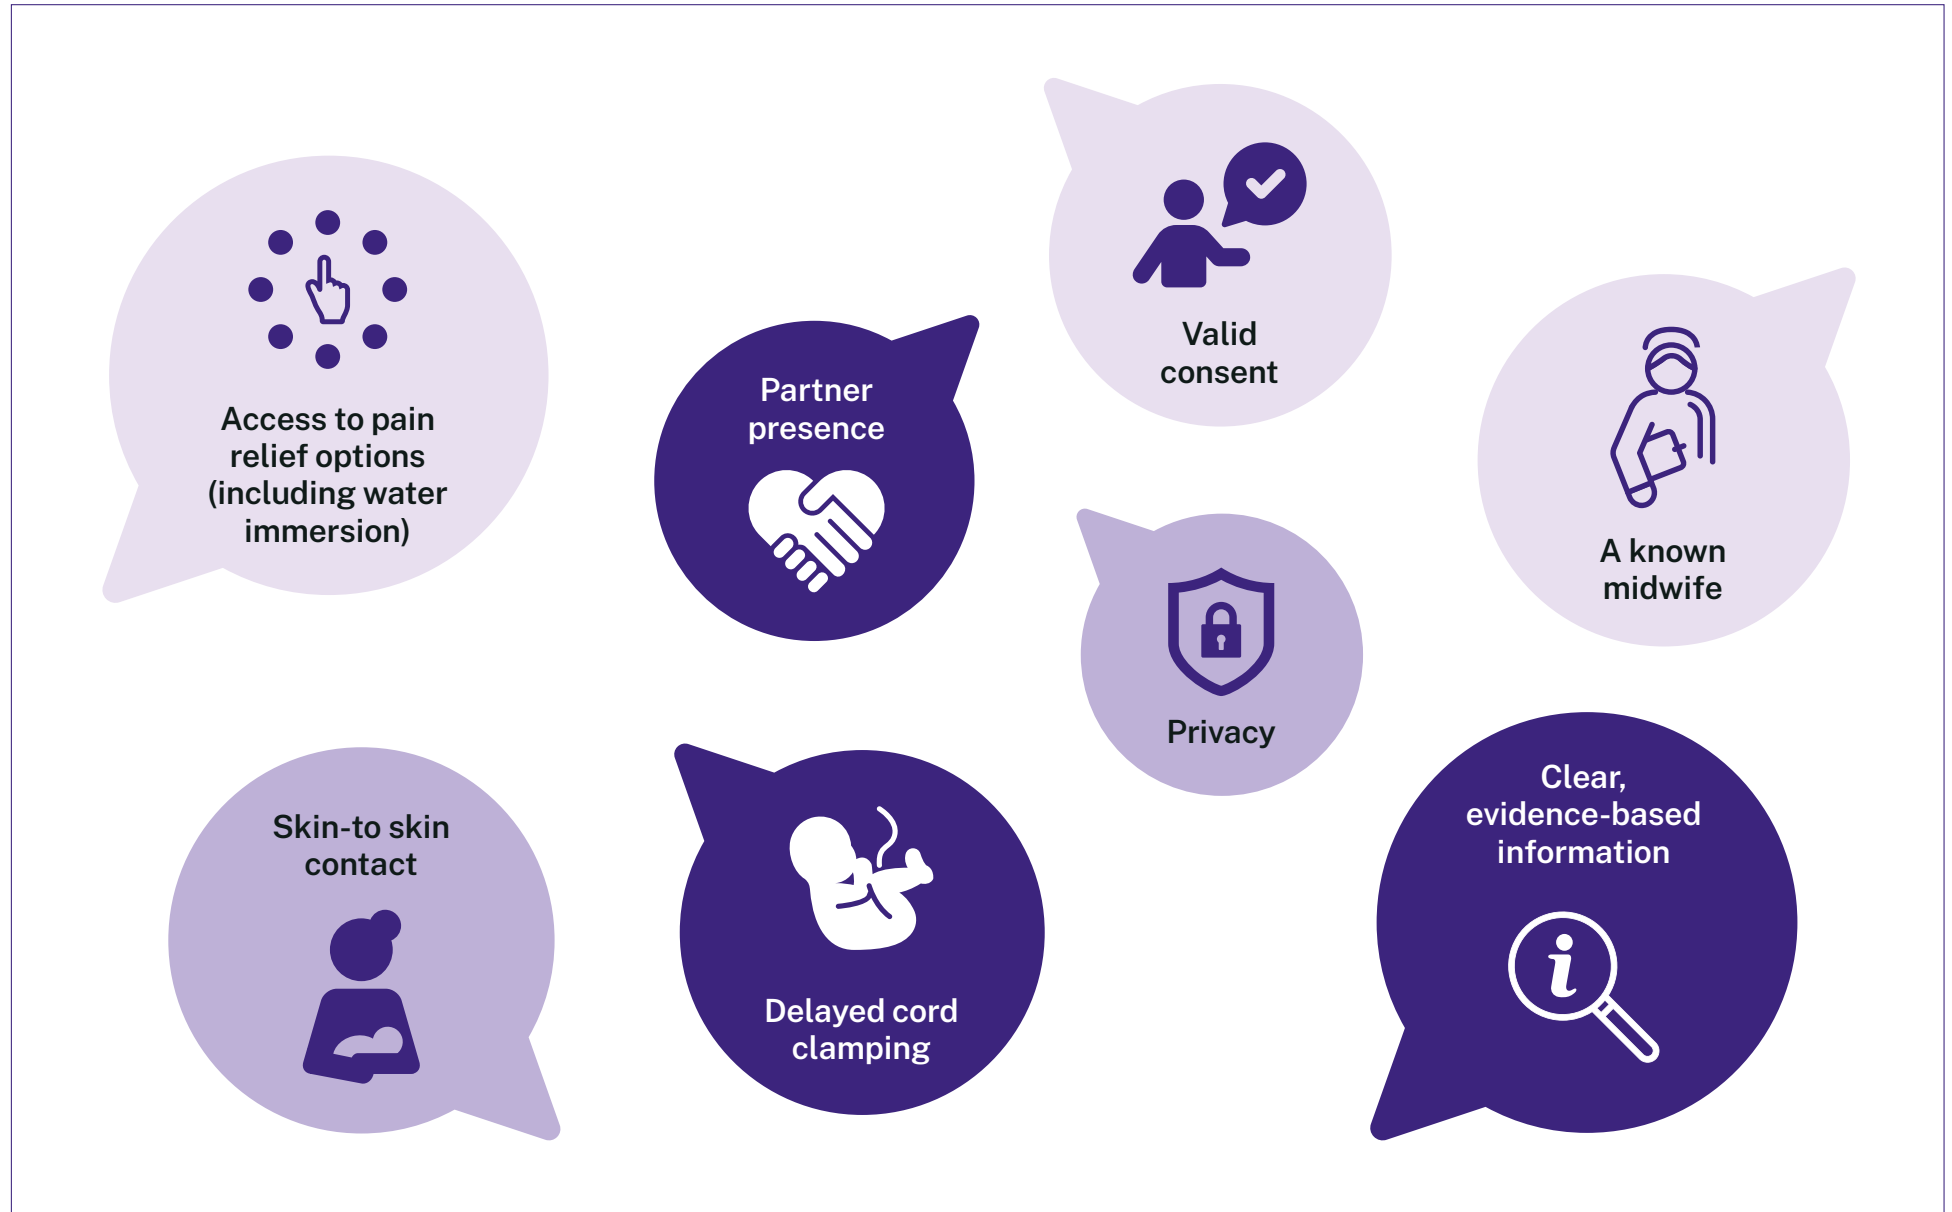 Access to pain
relief options
(including water
immersion)
Partner
presence
Valid
consent
A known
midwife
Privacy
Skin-to skin
contact
Delayed cord
clamping
Clear,
evidence-based
information
i